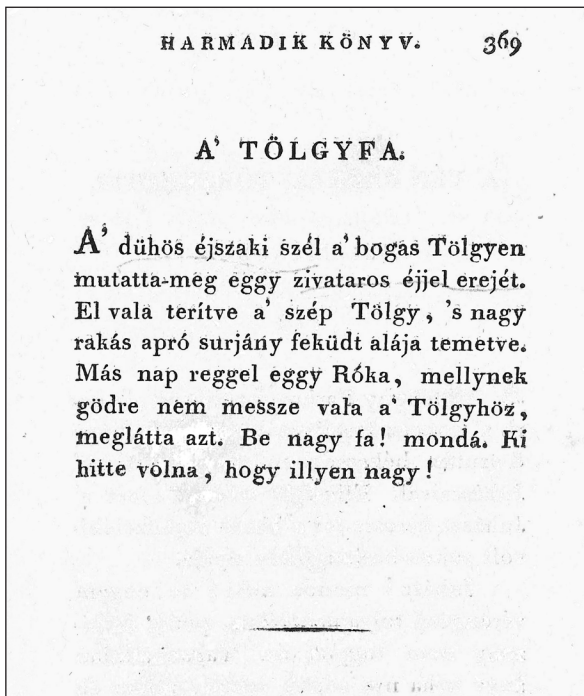 HARMADIK KÖNYV. 369
A' TÖLGYFA.
A' dühös éjszaki szél a' bogas Tölgyen
mutatta-meg eggy zivataros éjjel erejét.
El vala terítve a' szép Tölgy, 's nagy
rakás apró surjány feküdt alája temetve.
Más nap reggel eggy Róka, mellynek
gödre nem messze vala a' Tölgyhöz,
meglátta azt. Be nagy fa! mondá. Ki
hitte volna, hogy illyen nagy!